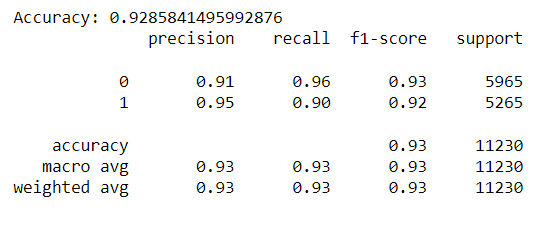 Accuracy: 0.9285841495992876
precision recall f1-score support
0 0.91 0.96 0.93 5965
1 0.95 0.90 0.92 5265
accuracy 0.93 11230
macro avg 0.93 0.93 0.93 11230
weighted avg 0.93 0.93 0.93 11230